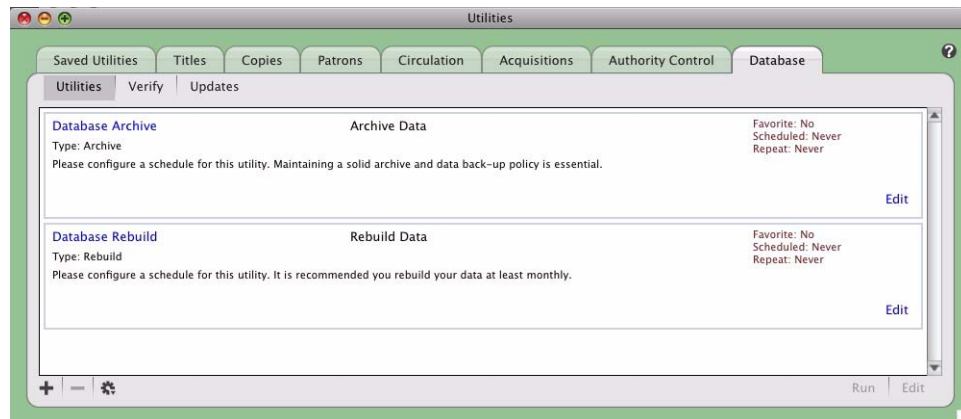 Utilities
Saved Utilities Titles Copies Patrons Circulation Acquisitions Authority Control Database ?
Utilities Verify Updates
Database Archive Archive Data Favorite: No
Scheduled: Never
Type: Archive Repeat: Never
Please configure a schedule for this utility. Maintaining a solid archive and data back-up policy is essential.
Edit
Database Rebuild Rebuild Data Favorite: No
Scheduled: Never
Type: Rebuild Repeat: Never
Please configure a schedule for this utility. It is recommended you rebuild your data at least monthly.
Edit
Run Edit